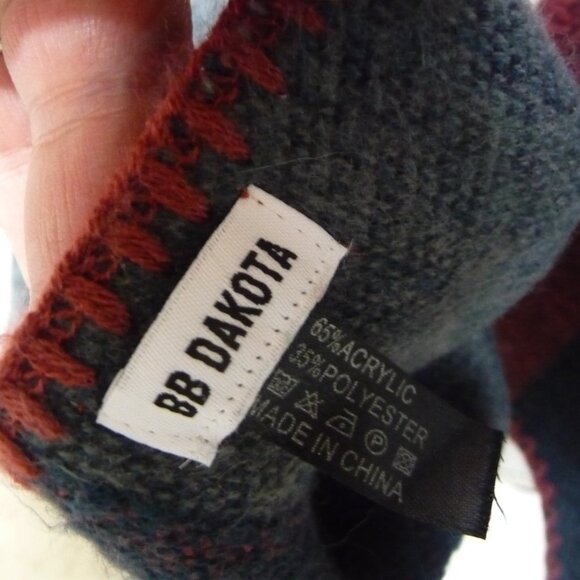 BB DAKOTA
65%ACRYLIC
35%POLYESTER
MADE IN CHINA